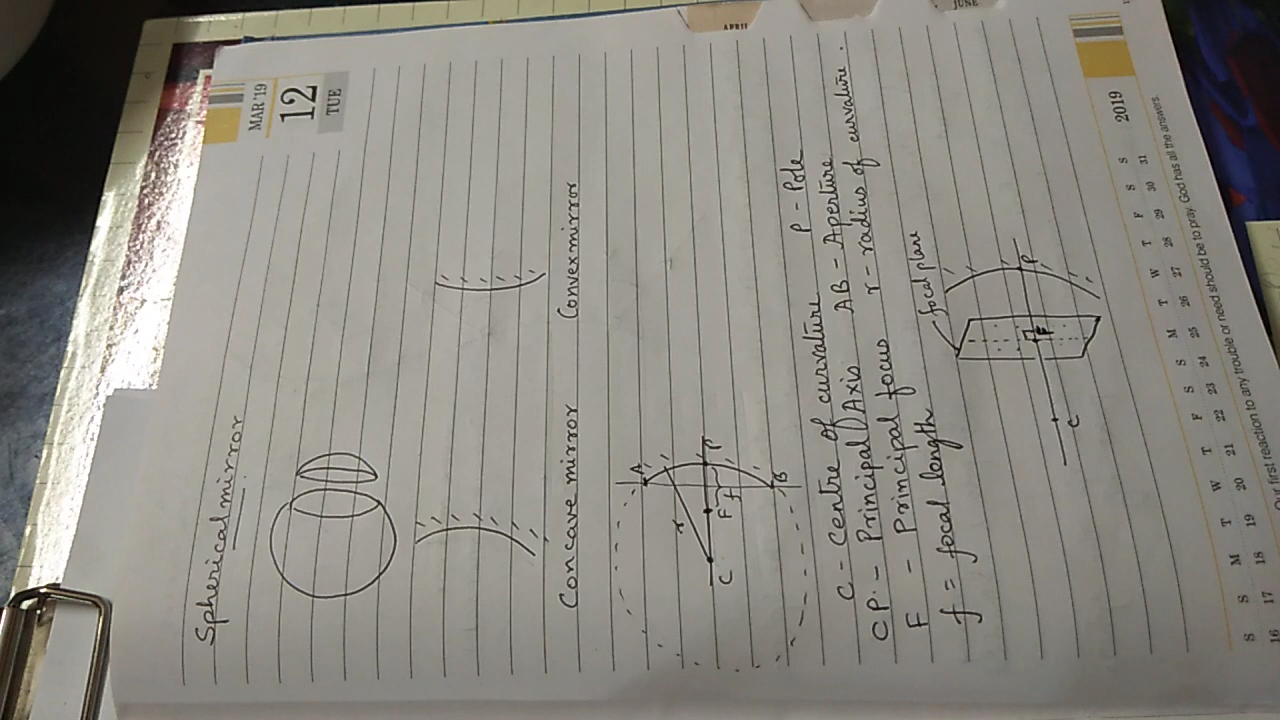 APRIL
JUNE
MAR '19
12
TUE
Spherical mirror
Concave mirror Convex mirror
A
r
C F f P
B
C - Centre of curvature P - Pole
CP - Principal Axis AB - Aperture
F - Principal focus r - radius of curvature.
f = focal length
focal plane
C F P
S S M T W T F S S M T W T F S S 2019
16 17 18 19 20 21 22 23 24 25 26 27 28 29 30 31
first reaction to any trouble or need should be to pray. God has all the answers.